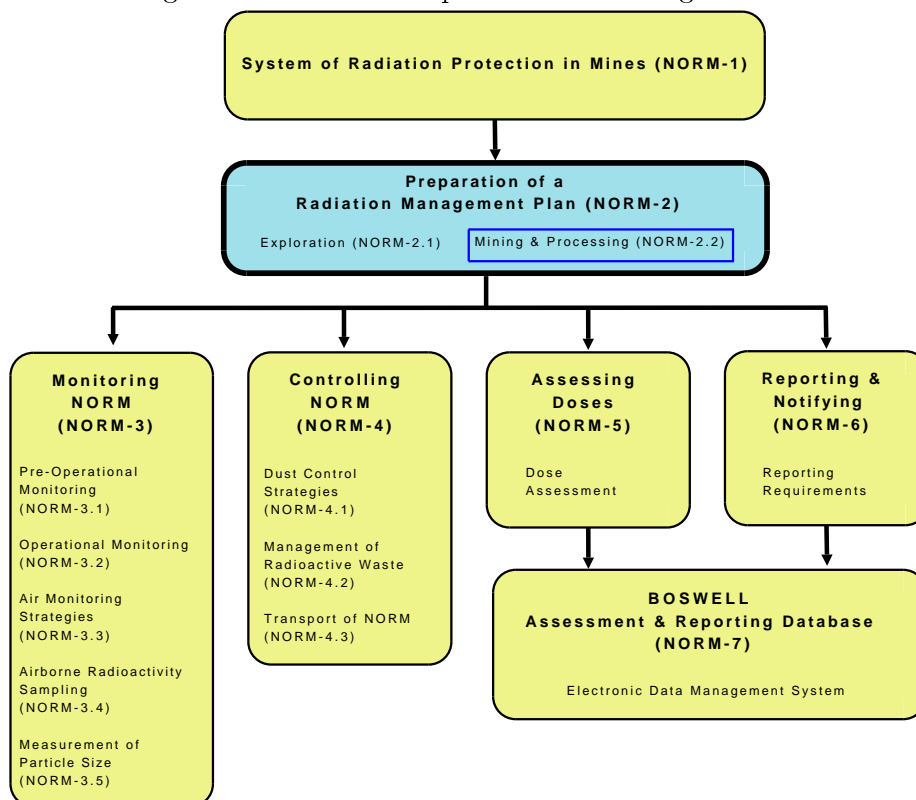 System of Radiation Protection in Mines (NORM-1)
Preparation of a
Radiation Management Plan (NORM-2)
Exploration (NORM-2.1)
Mining & Processing (NORM-2.2)
Monitoring
NORM
(NORM-3)
Pre-Operational
Monitoring
(NORM-3.1)
Operational Monitoring
(NORM-3.2)
Air Monitoring
Strategies
(NORM-3.3)
Airborne Radioactivity
Sampling
(NORM-3.4)
Measurement of
Particle Size
(NORM-3.5)
Controlling
NORM
(NORM-4)
Dust Control
Strategies
(NORM-4.1)
Management of
Radioactive Waste
(NORM-4.2)
Transport of NORM
(NORM-4.3)
Assessing
Doses
(NORM-5)
Dose
Assessment
Reporting &
Notifying
(NORM-6)
Reporting
Requirements
BOSWELL
Assessment & Reporting Database
(NORM-7)
Electronic Data Management System